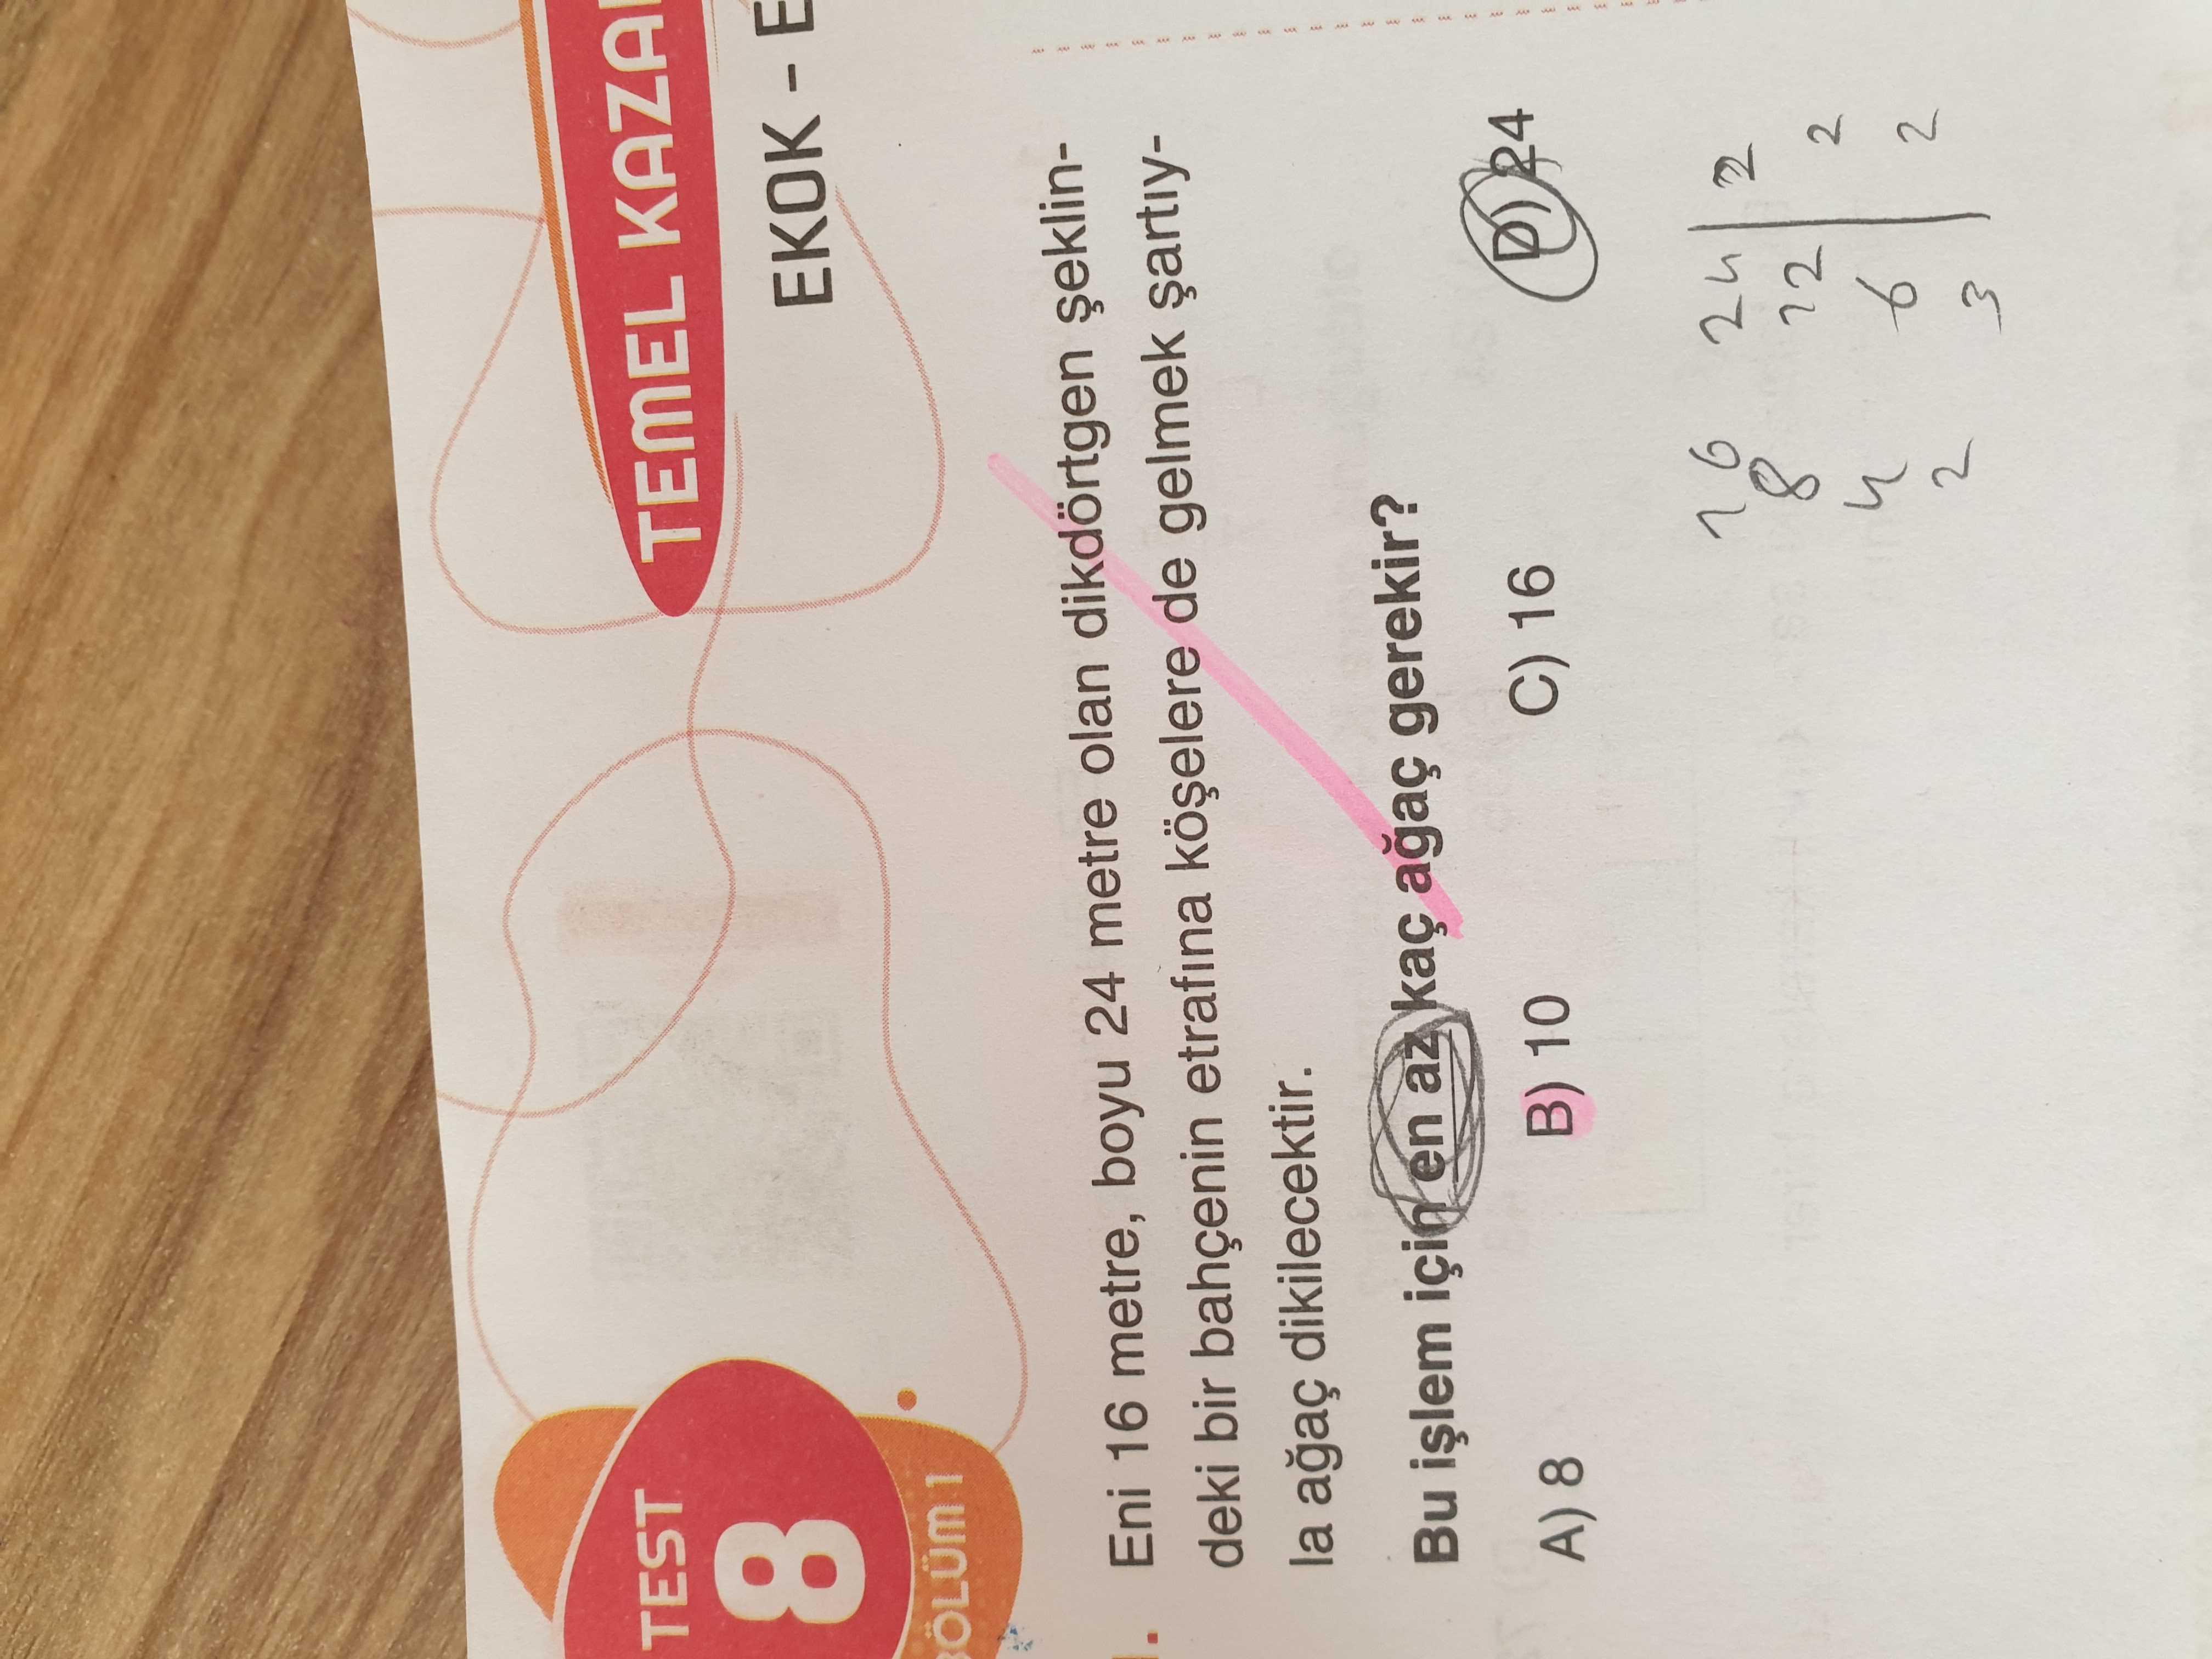 TEST
8
BÖLÜM 1
TEMEL KAZA
EKOK - E
Eni 16 metre, boyu 24 metre olan dikdörtgen şeklin-
deki bir bahçenin etrafına köşelere de gelmek şartıy-
la ağaç dikilecektir.
Bu işlem için en az kaç ağaç gerekir?
A) 8 B) 10 C) 16 D) 24
16 24 | 2
8 12 | 2
4 6 | 2
2 3